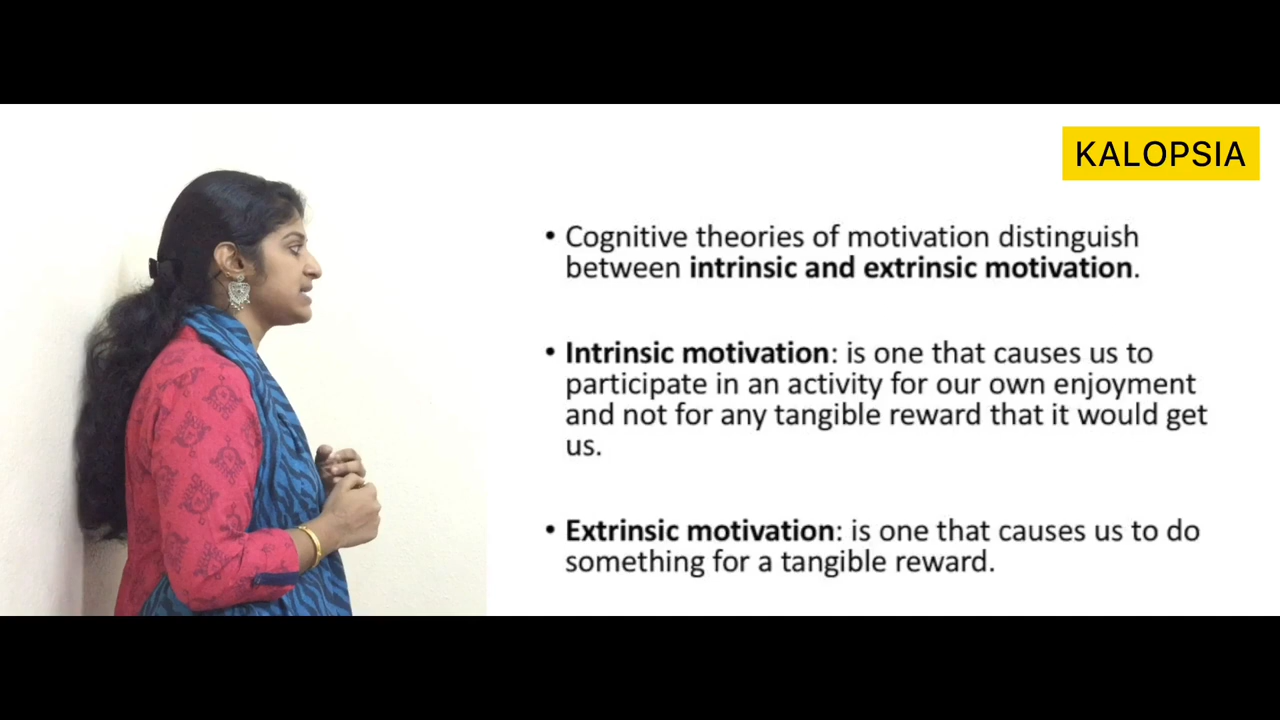 KALOPSIA
• Cognitive theories of motivation distinguish
between intrinsic and extrinsic motivation.
• Intrinsic motivation: is one that causes us to
participate in an activity for our own enjoyment
and not for any tangible reward that it would get
us.
• Extrinsic motivation: is one that causes us to do
something for a tangible reward.